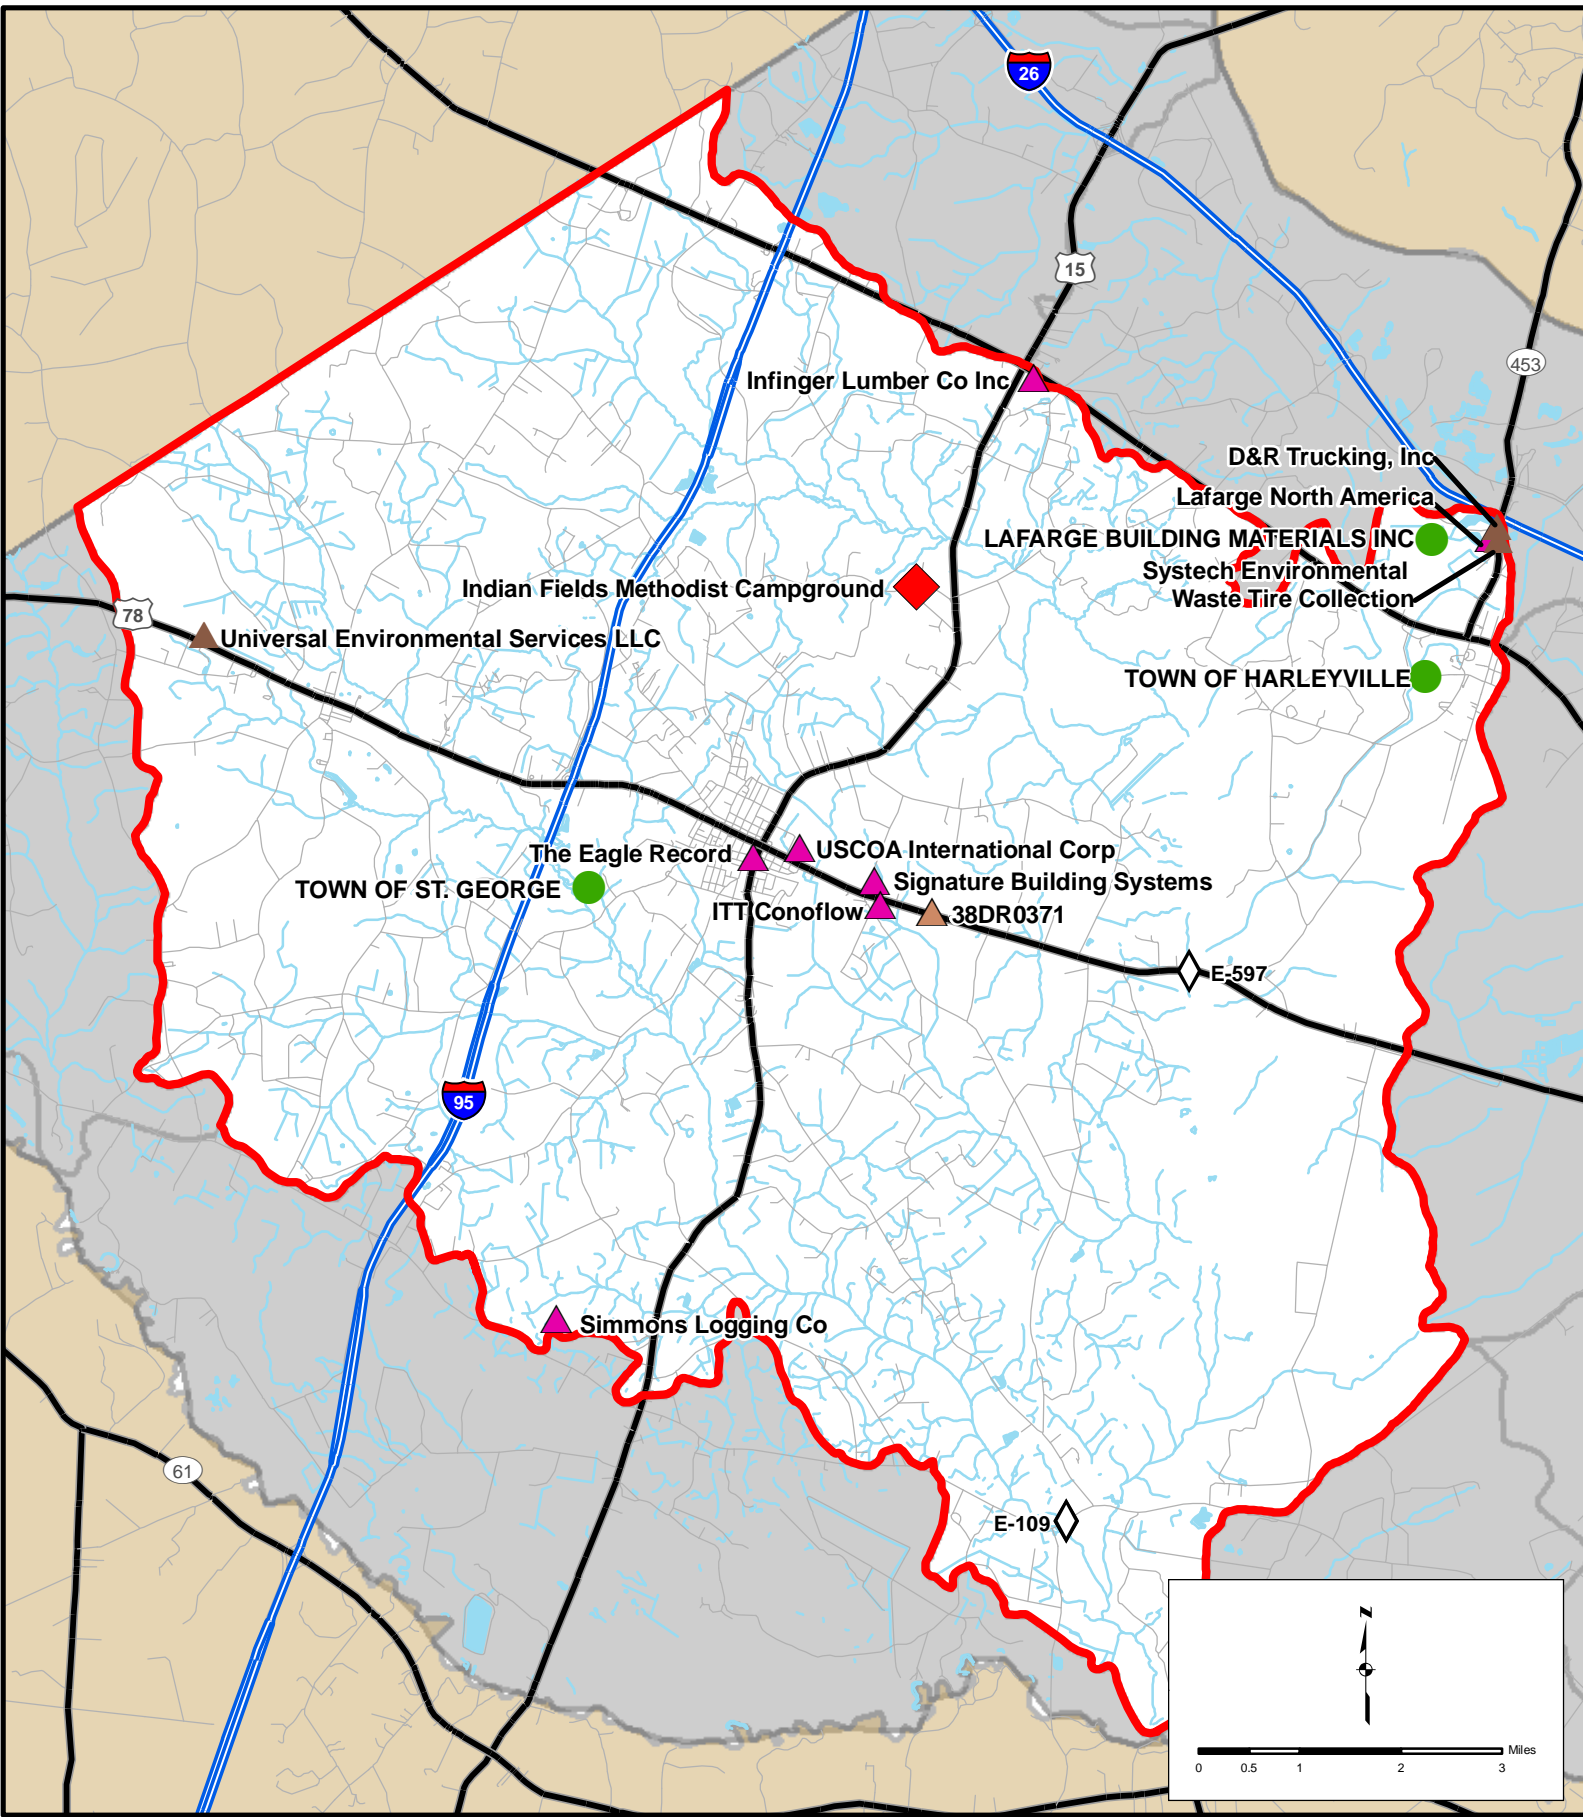 26
15
453
Infinger Lumber Co Inc
D&R Trucking, Inc
Lafarge North America
LAFARGE BUILDING MATERIALS INC
Systech Environmental
Indian Fields Methodist Campground
Waste Tire Collection
78
Universal Environmental Services LLC
TOWN OF HARLEYVILLE
The Eagle Record
USCOA International Corp
Signature Building Systems
TOWN OF ST. GEORGE
ITT Conoflow
38DR0371
E-597
95
Simmons Logging Co
61
E-109
N
Miles
0 0.5 1 2 3